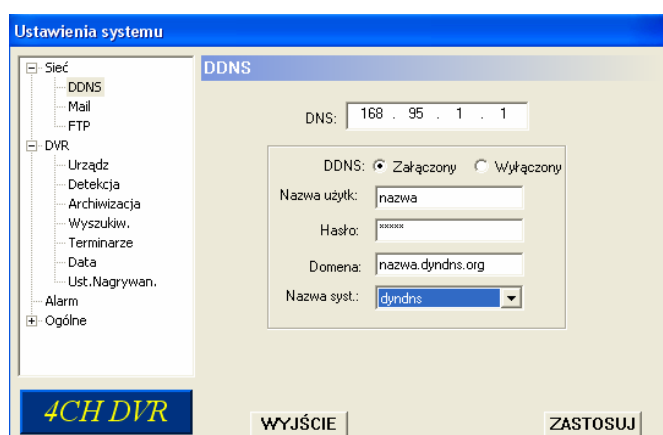 Ustawienia systemu
Sieć
DDNS
Mail
FTP
DVR
Urządz
Detekcja
Archiwizacja
Wyszukiw.
Terminarze
Data
Ust.Nagrywan.
Alarm
Ogólne
4CH DVR
DDNS
DNS: 168 . 95 . 1 . 1
DDNS: Załączony Wyłączony
Nazwa użytk: nazwa
Hasło: xxxxx
Domena: nazwa.dyndns.org
Nazwa syst.: dyndns
WYJŚCIE ZASTOSUJ